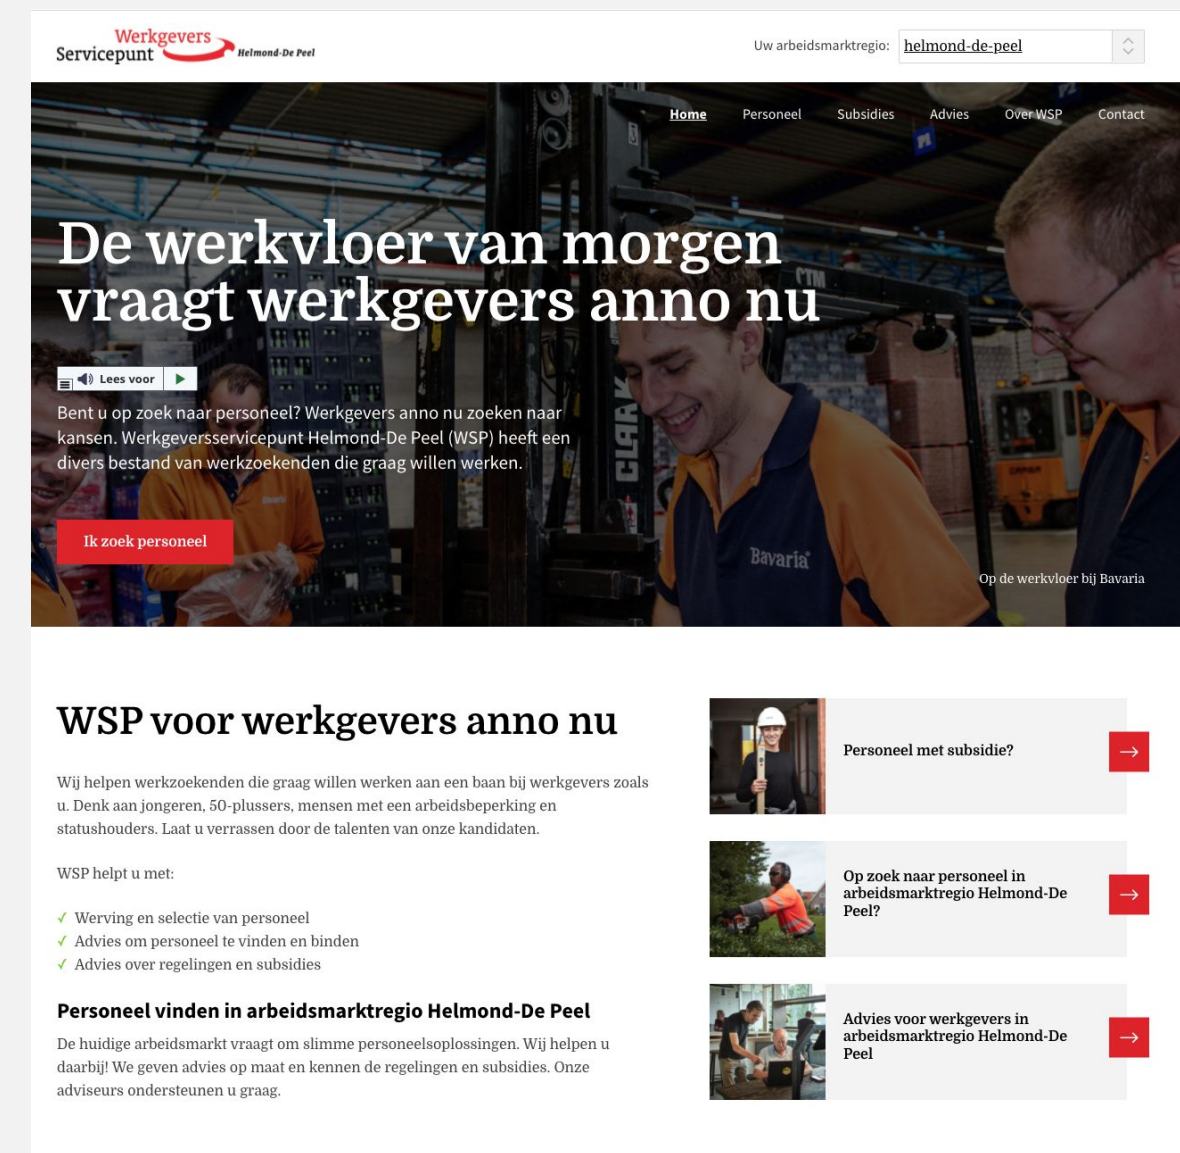 Werkgevers
Servicepunt
Helmond-De Peel
Uw arbeidsmarktregio: helmond-de-peel
Home Personeel Subsidies Advies Over WSP Contact
De werkvloer van morgen
vraagt werkgevers anno nu
Lees voor
Bent u op zoek naar personeel? Werkgevers anno nu zoeken naar
kansen. Werkgeversservicepunt Helmond-De Peel (WSP) heeft een
divers bestand van werkzoekenden die graag willen werken.
Ik zoek personeel
CTM
CLARK
Bavaria
Op de werkvloer bij Bavaria
WSP voor werkgevers anno nu
Wij helpen werkzoekenden die graag willen werken aan een baan bij werkgevers zoals
u. Denk aan jongeren, 50-plussers, mensen met een arbeidsbeperking en
statushouders. Laat u verrassen door de talenten van onze kandidaten.
WSP helpt u met:
✓ Werving en selectie van personeel
✓ Advies om personeel te vinden en binden
✓ Advies over regelingen en subsidies
Personeel vinden in arbeidsmarktregio Helmond-De Peel
De huidige arbeidsmarkt vraagt om slimme personeelsoplossingen. Wij helpen u
daarbij! We geven advies op maat en kennen de regelingen en subsidies. Onze
adviseurs ondersteunen u graag.
Personeel met subsidie?
Op zoek naar personeel in
arbeidsmarktregio Helmond-De
Peel?
Advies voor werkgevers in
arbeidsmarktregio Helmond-De
Peel